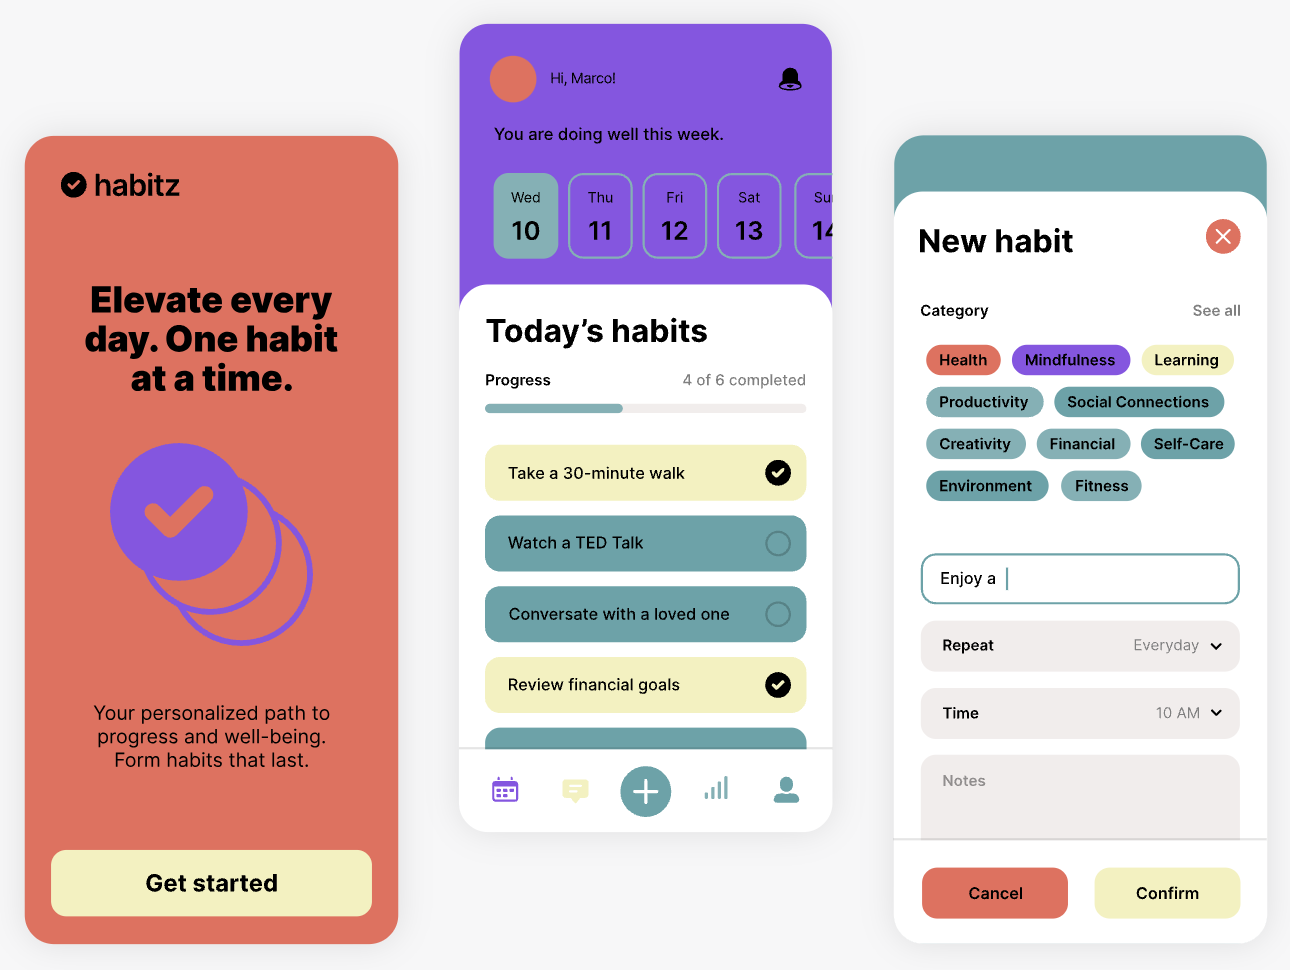 habitz
Elevate every
day. One habit
at a time.
Your personalized path to
progress and well-being.
Form habits that last.
Get started
Hi, Marco!
You are doing well this week.
Wed Thu Fri Sat Su
10 11 12 13 14
Today’s habits
Progress 4 of 6 completed
Take a 30-minute walk
Watch a TED Talk
Conversate with a loved one
Review financial goals
New habit
Category See all
Health Mindfulness Learning
Productivity Social Connections
Creativity Financial Self-Care
Environment Fitness
Enjoy a
Repeat Everyday
Time 10 AM
Notes
Cancel Confirm